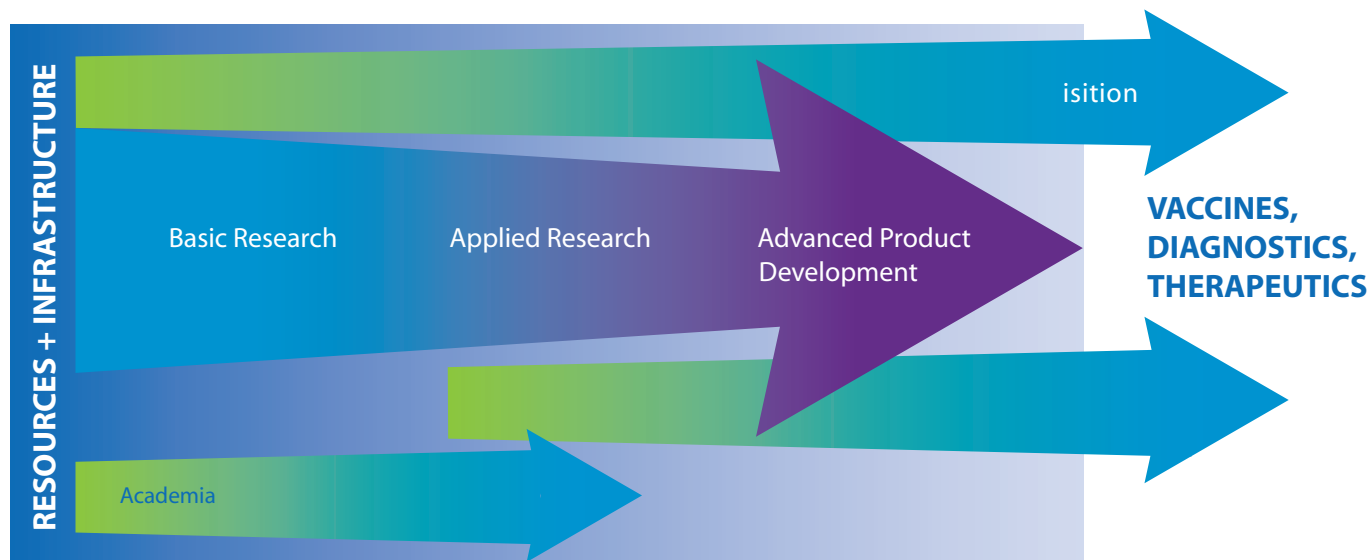 RESOURCES + INFRASTRUCTURE
isition
Basic Research
Applied Research
Advanced Product
Development
VACCINES,
DIAGNOSTICS,
THERAPEUTICS
Academia